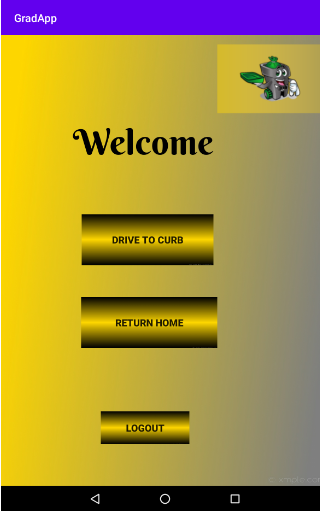 GradApp
Welcome
DRIVE TO CURB
RETURN HOME
LOGOUT